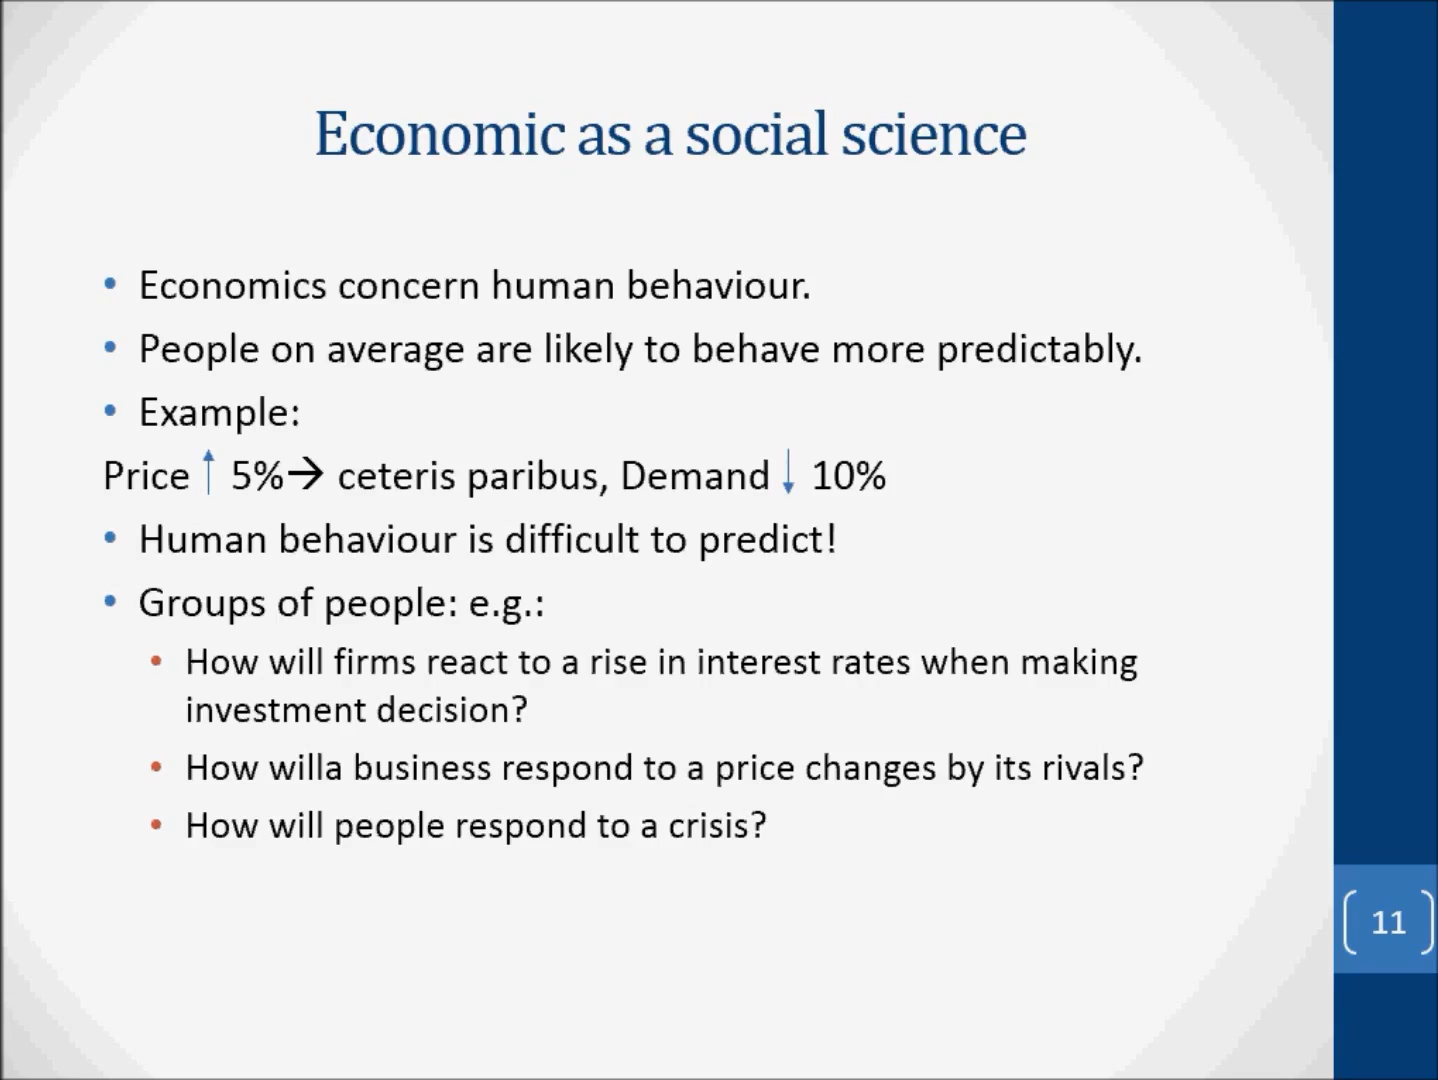 Economic as a social science
• Economics concern human behaviour.
• People on average are likely to behave more predictably.
• Example:
Price ↑ 5%→ ceteris paribus, Demand ↓ 10%
• Human behaviour is difficult to predict!
• Groups of people: e.g.:
• How will firms react to a rise in interest rates when making
investment decision?
• How willa business respond to a price changes by its rivals?
• How will people respond to a crisis?
11